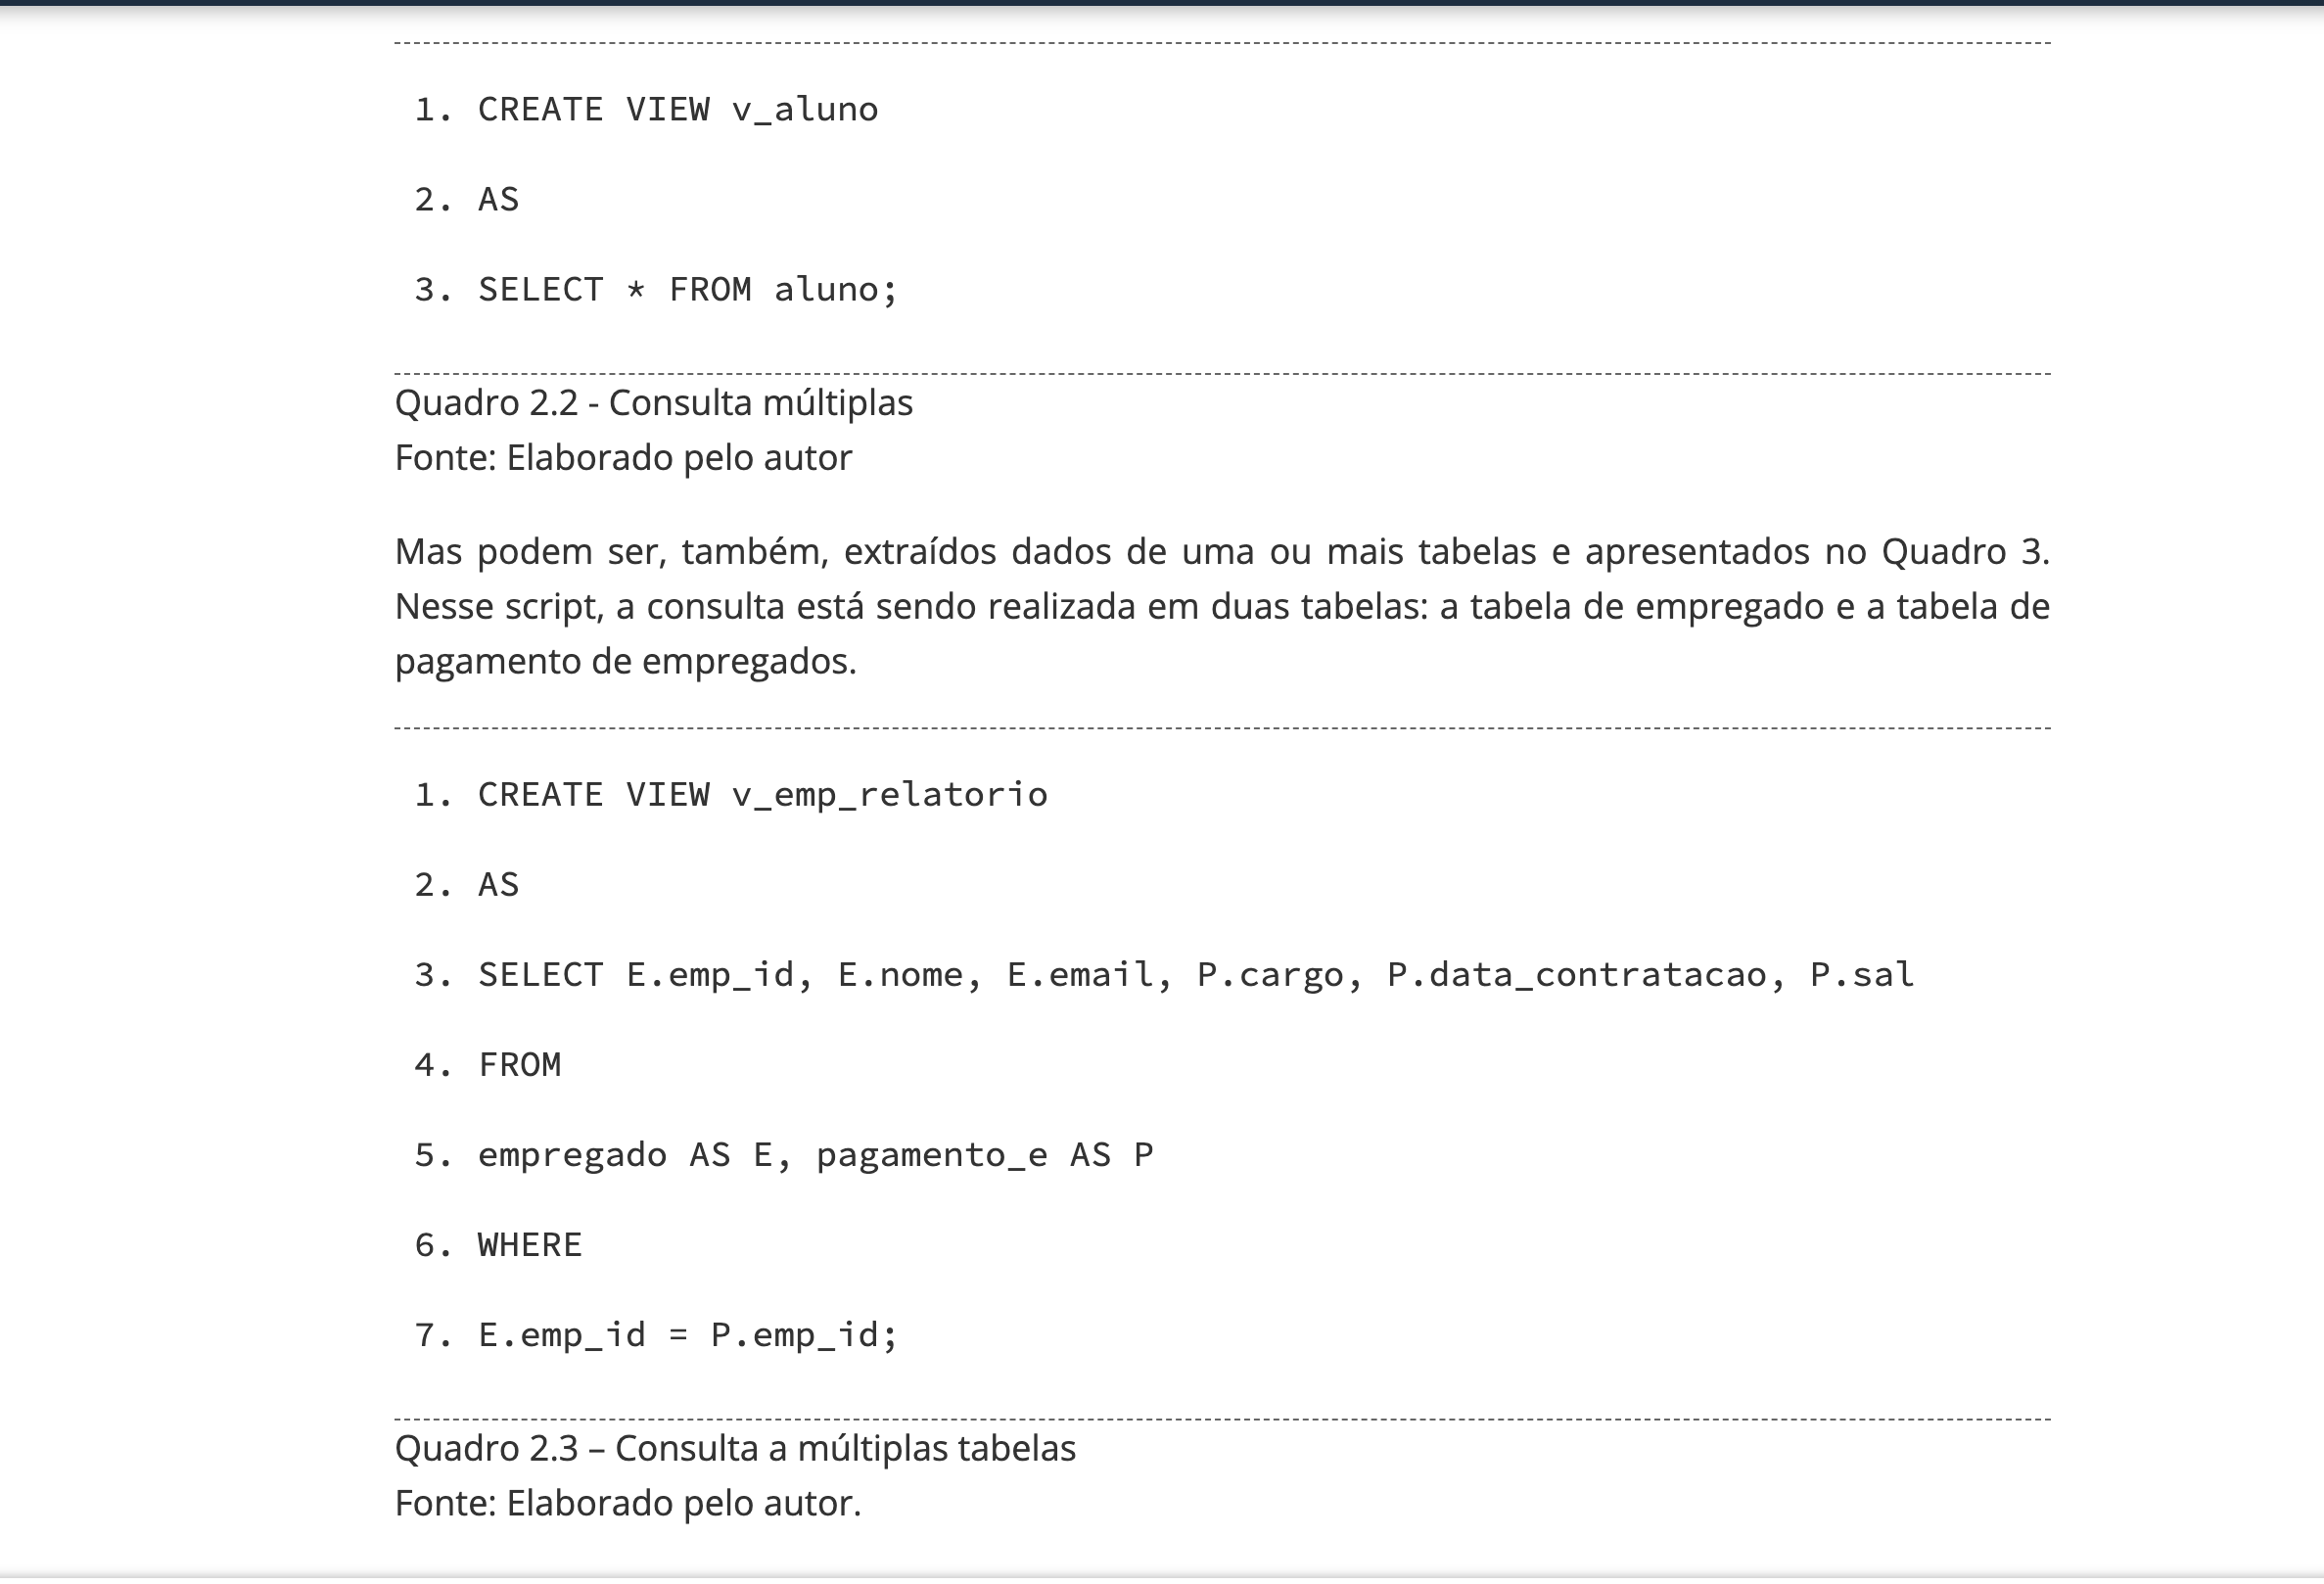 1. CREATE VIEW v_aluno
2. AS
3. SELECT * FROM aluno;
Quadro 2.2 - Consulta múltiplas
Fonte: Elaborado pelo autor
Mas podem ser, também, extraídos dados de uma ou mais tabelas e apresentados no Quadro 3.
Nesse script, a consulta está sendo realizada em duas tabelas: a tabela de empregado e a tabela de
pagamento de empregados.
1. CREATE VIEW v_emp_relatorio
2. AS
3. SELECT E.emp_id, E.nome, E.email, P.cargo, P.data_contratacao, P.sal
4. FROM
5. empregado AS E, pagamento_e AS P
6. WHERE
7. E.emp_id = P.emp_id;
Quadro 2.3 – Consulta a múltiplas tabelas
Fonte: Elaborado pelo autor.